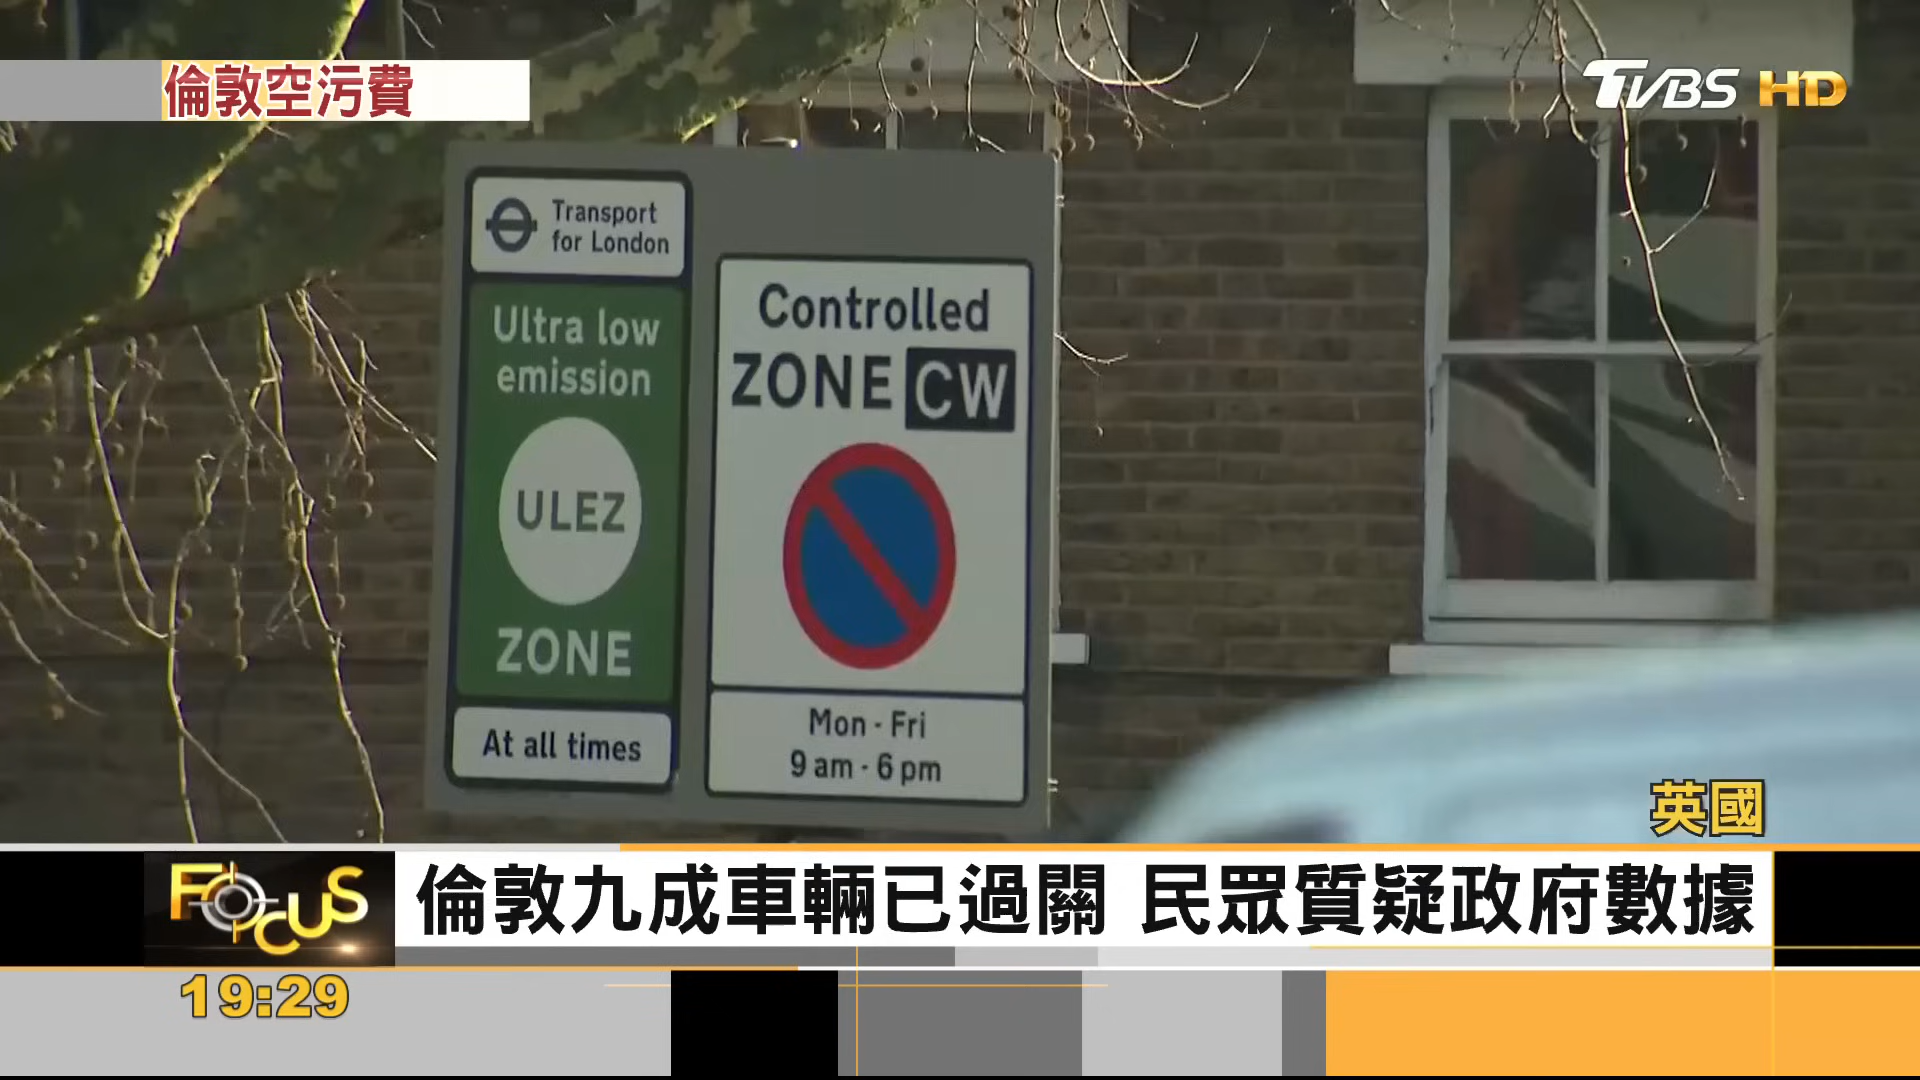 倫敦空污費
TVBS HD
Transport
for London
Ultra low
emission
ULEZ
ZONE
At all times
Controlled
ZONE CW
Mon - Fri
9 am - 6 pm
英國
FOCUS
倫敦九成車輛已過關 民眾質疑政府數據
19:29